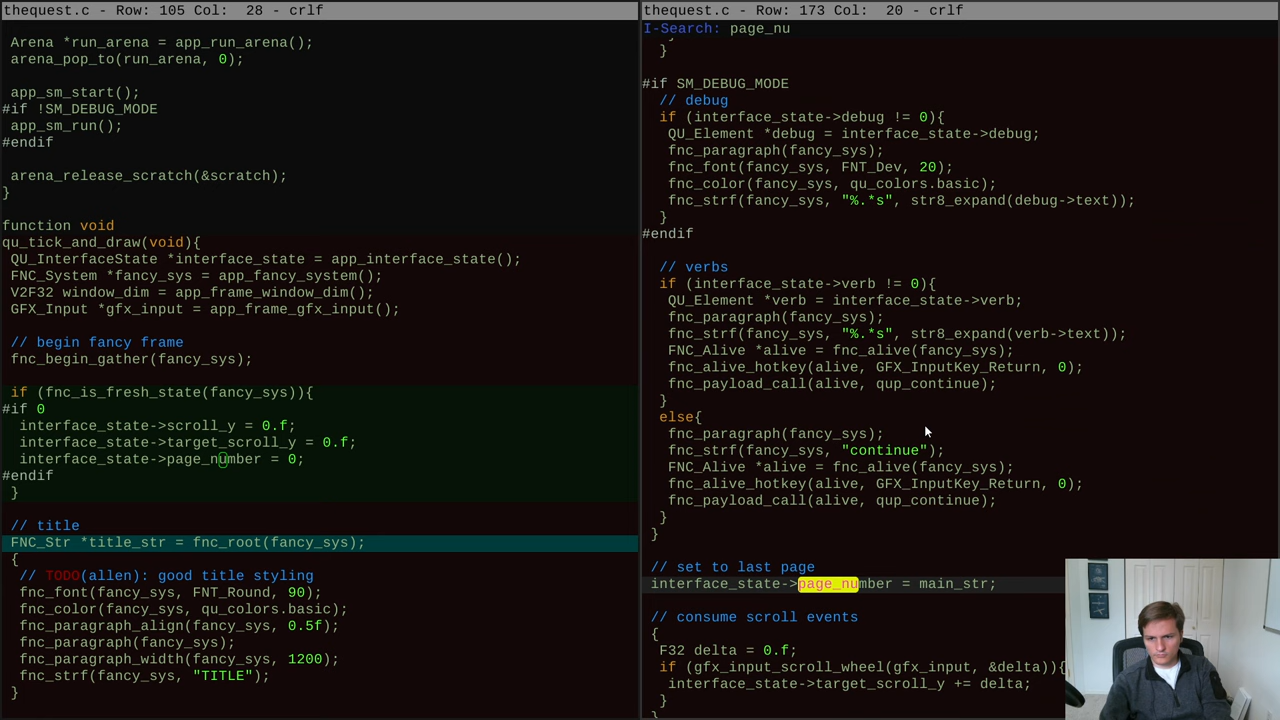 thequest.c - Row: 105 Col:  28 - crlf
Arena *run_arena = app_run_arena();
arena_pop_to(run_arena, 0);
app_sm_start();
#if !SM_DEBUG_MODE
app_sm_run();
#endif
arena_release_scratch(&scratch);
}
function void
qu_tick_and_draw(void){
QU_InterfaceState *interface_state = app_interface_state();
FNC_System *fancy_sys = app_fancy_system();
V2F32 window_dim = app_frame_window_dim();
GFX_Input *gfx_input = app_frame_gfx_input();
// begin fancy frame
fnc_begin_gather(fancy_sys);
if (fnc_is_fresh_state(fancy_sys)){
#if 0
interface_state->scroll_y = 0.f;
interface_state->target_scroll_y = 0.f;
interface_state->page_number = 0;
#endif
}
// title
FNC_Str *title_str = fnc_root(fancy_sys);
{
// TODO(allen): good title styling
fnc_font(fancy_sys, FNT_Round, 90);
fnc_color(fancy_sys, qu_colors.basic);
fnc_paragraph_align(fancy_sys, 0.5f);
fnc_paragraph(fancy_sys);
fnc_paragraph_width(fancy_sys, 1200);
fnc_strf(fancy_sys, "TITLE");
}
thequest.c - Row: 173 Col:  20 - crlf
I-Search: page_nu
}
#if SM_DEBUG_MODE
// debug
if (interface_state->debug != 0){
QU_Element *debug = interface_state->debug;
fnc_paragraph(fancy_sys);
fnc_font(fancy_sys, FNT_Dev, 20);
fnc_color(fancy_sys, qu_colors.basic);
fnc_strf(fancy_sys, "%.*s", str8_expand(debug->text));
}
#endif
// verbs
if (interface_state->verb != 0){
QU_Element *verb = interface_state->verb;
fnc_paragraph(fancy_sys);
fnc_strf(fancy_sys, "%.*s", str8_expand(verb->text));
FNC_Alive *alive = fnc_alive(fancy_sys);
fnc_alive_hotkey(alive, GFX_InputKey_Return, 0);
fnc_payload_call(alive, qup_continue);
}
else{
fnc_paragraph(fancy_sys);
fnc_strf(fancy_sys, "continue");
FNC_Alive *alive = fnc_alive(fancy_sys);
fnc_alive_hotkey(alive, GFX_InputKey_Return, 0);
fnc_payload_call(alive, qup_continue);
}
}
// set to last page
interface_state->page_number = main_str;
// consume scroll events
{
F32 delta = 0.f;
if (gfx_input_scroll_wheel(gfx_input, &delta)){
interface_state->target_scroll_y += delta;
}
}